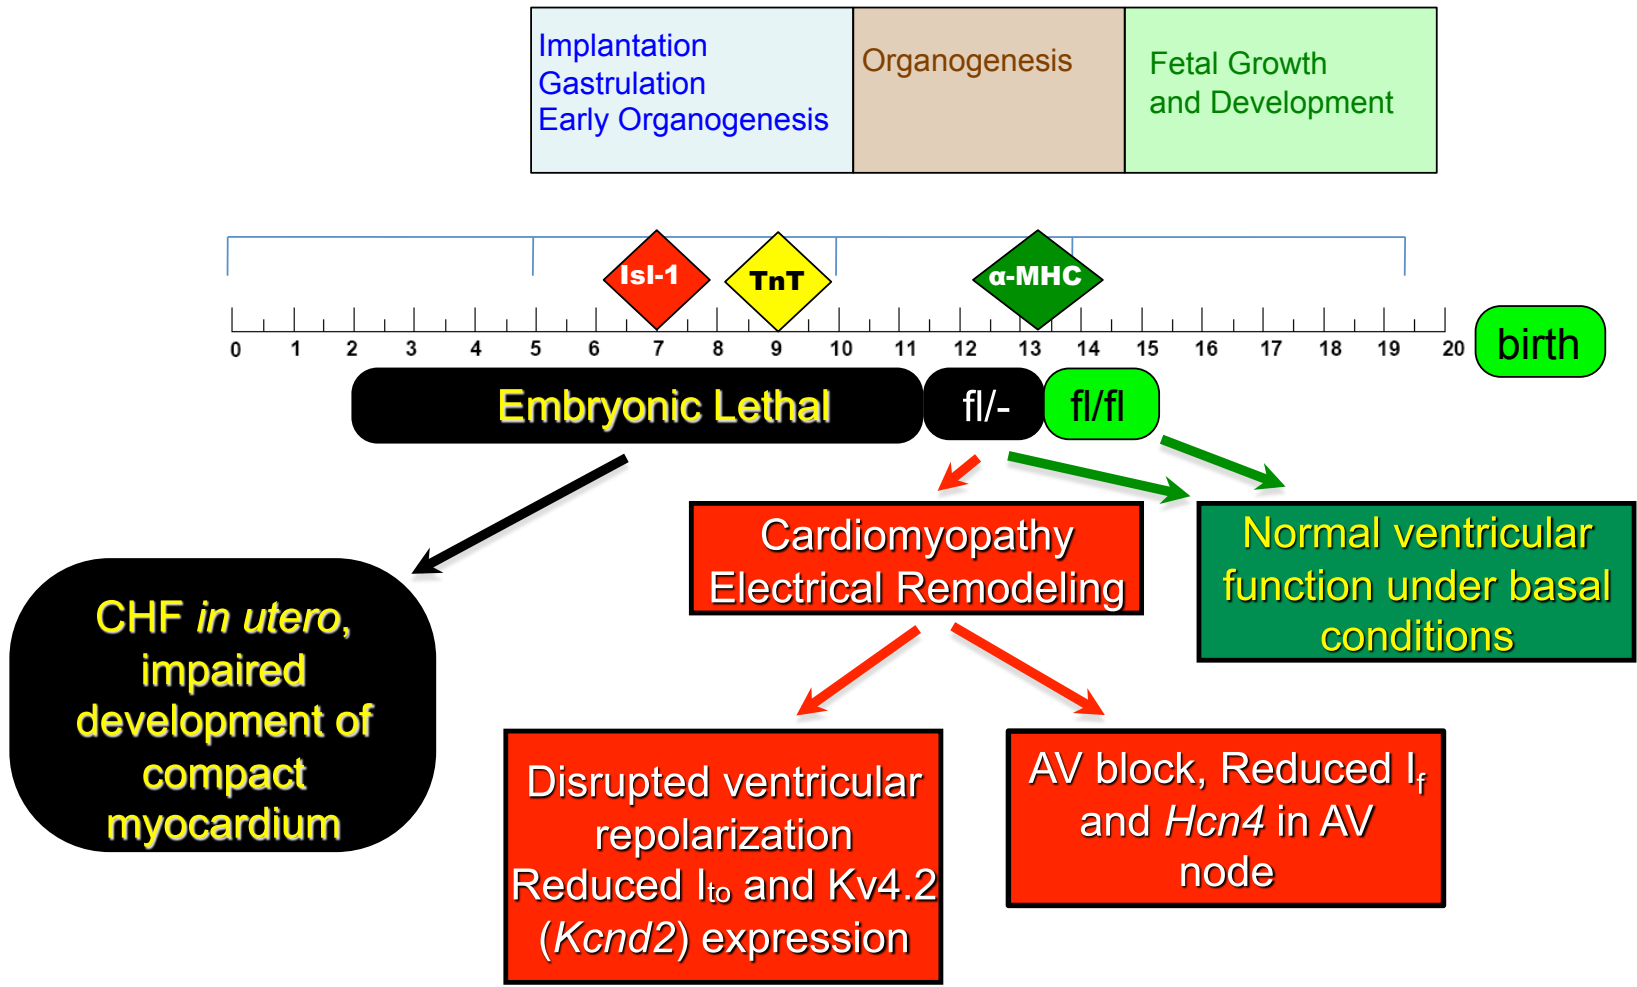 Implantation
Gastrulation
Early Organogenesis
Organogenesis
Fetal Growth
and Development
Isl-1
TnT
α-MHC
0 1 2 3 4 5 6 7 8 9 10 11 12 13 14 15 16 17 18 19 20
birth
Embryonic Lethal
fl/-
fl/fl
CHF in utero,
impaired
development of
compact
myocardium
Cardiomyopathy
Electrical Remodeling
Normal ventricular
function under basal
conditions
Disrupted ventricular
repolarization
Reduced Ito and Kv4.2
(Kcnd2) expression
AV block, Reduced If
and Hcn4 in AV
node